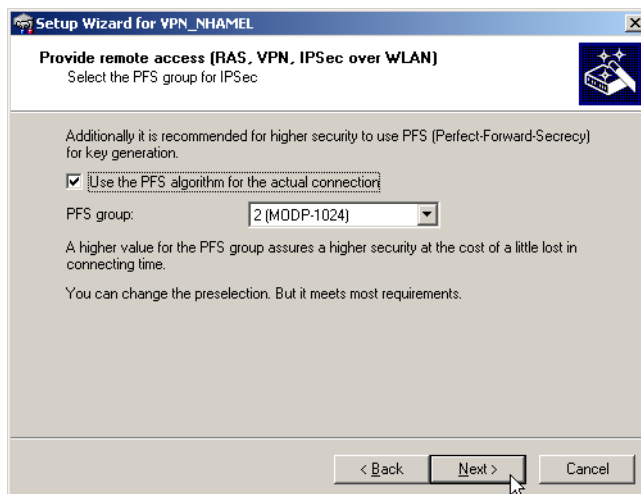 Setup Wizard for VPN_NHAMEL
Provide remote access (RAS, VPN, IPSec over WLAN)
Select the PFS group for IPSec
Additionally it is recommended for higher security to use PFS (Perfect-Forward-Secrecy)
for key generation.
Use the PFS algorithm for the actual connection
PFS group: 2 (MODP-1024)
A higher value for the PFS group assures a higher security at the cost of a little lost in
connecting time.
You can change the preselection. But it meets most requirements.
< Back Next > Cancel